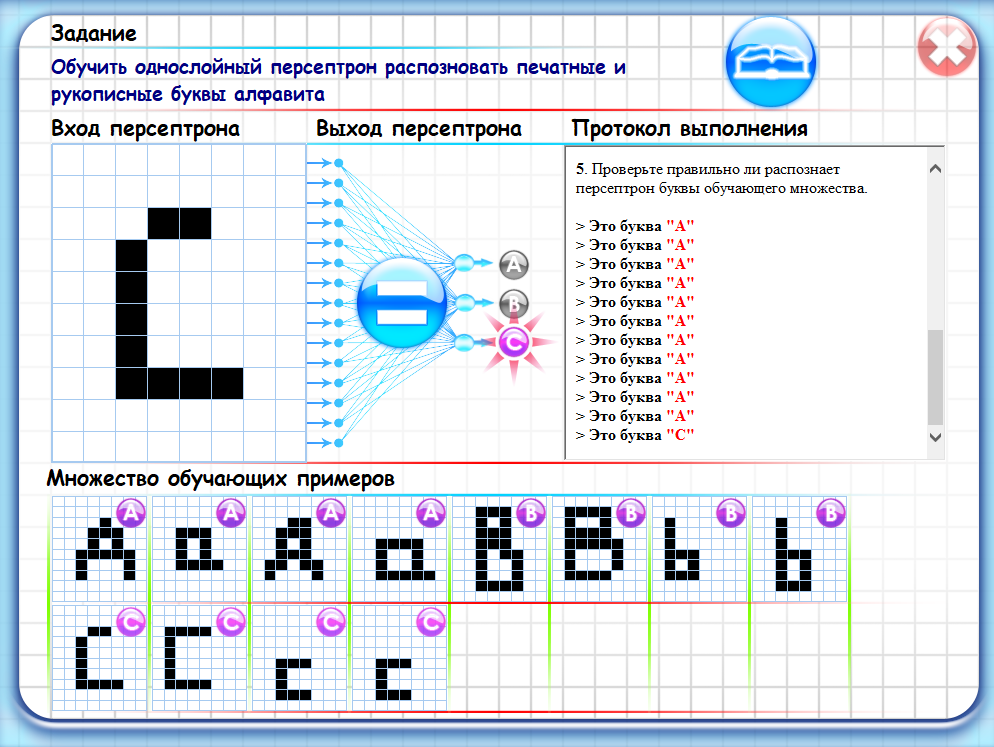 Задание
Обучить однослойный персептрон распозновать печатные и
рукописные буквы алфавита
Вход персептрона
Выход персептрона
Протокол выполнения
5. Проверьте правильно ли распознает
персептрон буквы обучающего множества.
> Это буква "A"
> Это буква "A"
> Это буква "A"
> Это буква "A"
> Это буква "A"
> Это буква "A"
> Это буква "A"
> Это буква "A"
> Это буква "A"
> Это буква "A"
> Это буква "A"
> Это буква "C"
A
B
C
Множество обучающих примеров
A A A A B B B B
C C C C